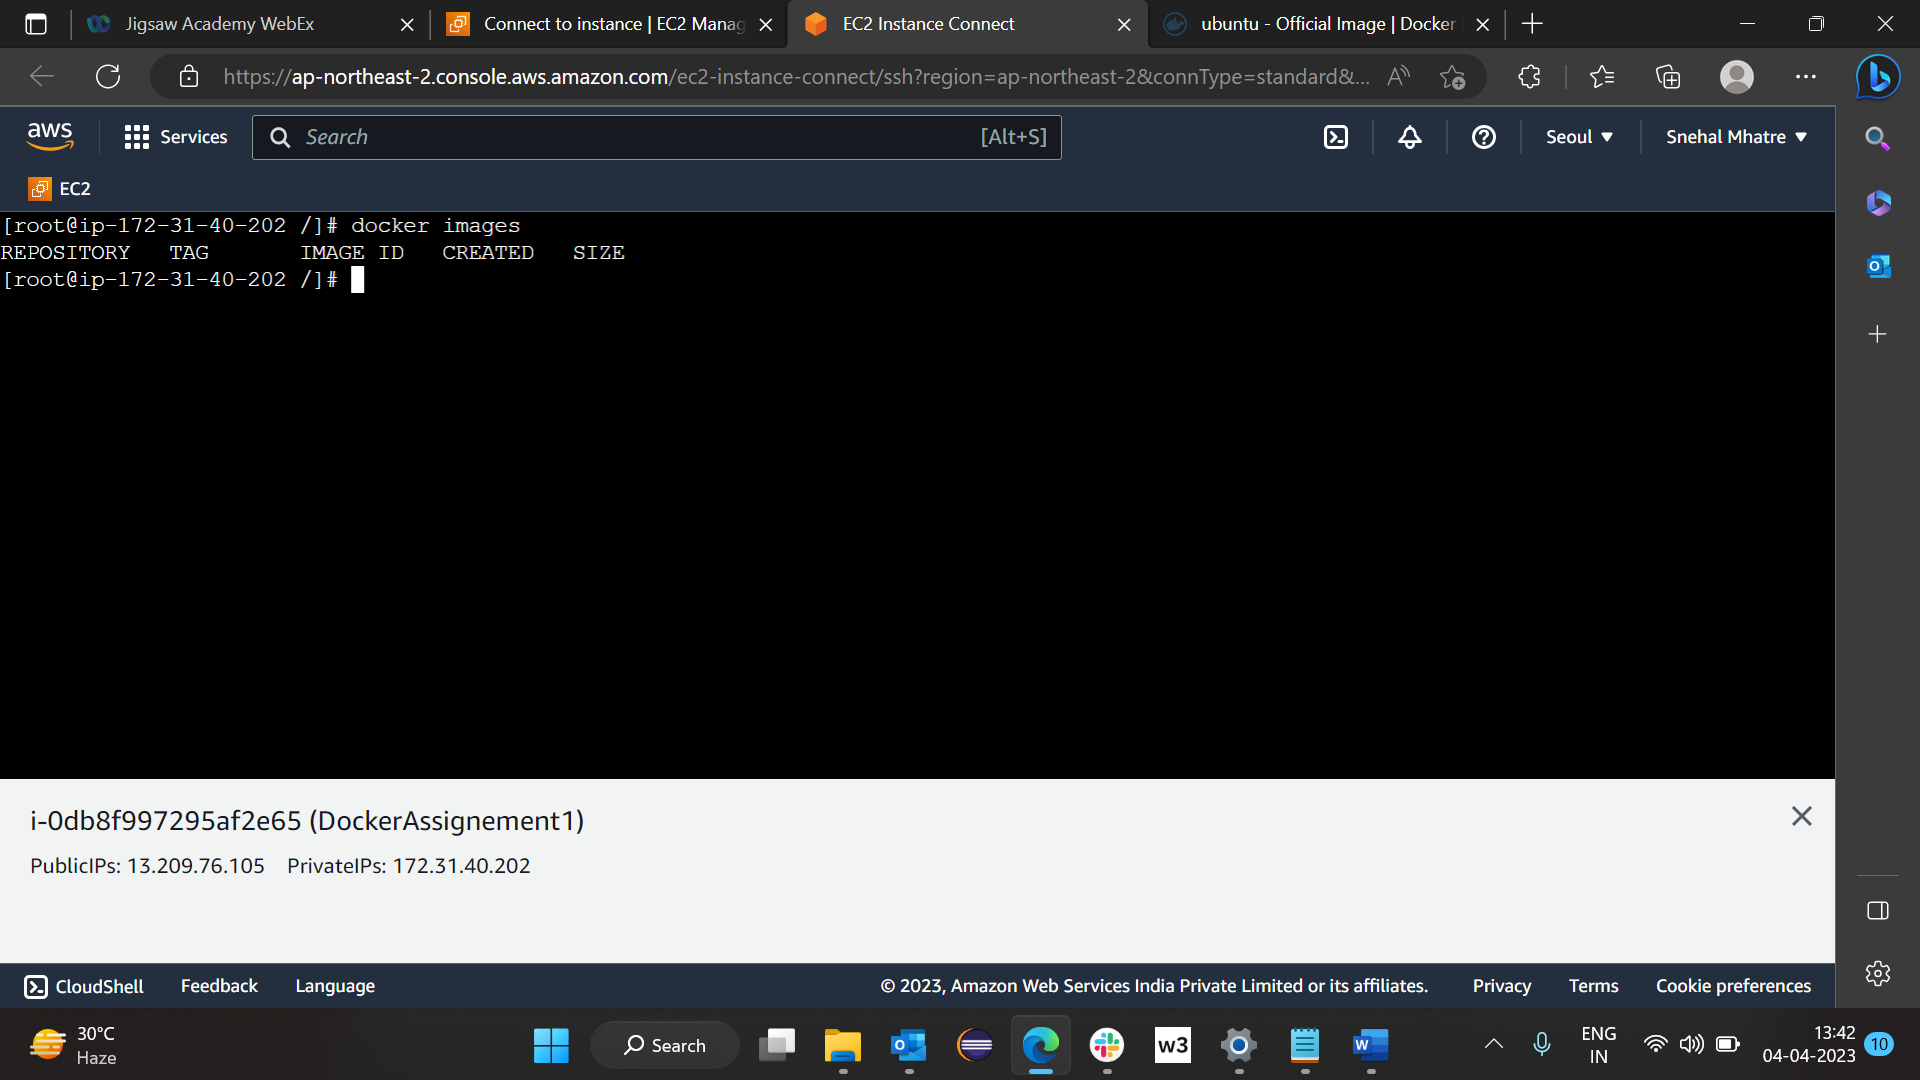 Jigsaw Academy WebEx
Connect to instance | EC2 Manag
EC2 Instance Connect
ubuntu - Official Image | Docker
https://ap-northeast-2.console.aws.amazon.com/ec2-instance-connect/ssh?region=ap-northeast-2&connType=standard&...
aws
Services
Search
[Alt+S]
Seoul
Snehal Mhatre
EC2
[root@ip-172-31-40-202 /]# docker images
REPOSITORY TAG IMAGE ID CREATED SIZE
[root@ip-172-31-40-202 /]#
i-0db8f997295af2e65 (DockerAssignement1)
PublicIPs: 13.209.76.105 PrivateIPs: 172.31.40.202
CloudShell Feedback Language
© 2023, Amazon Web Services India Private Limited or its affiliates. Privacy Terms Cookie preferences
30°C
Haze
Search
w3
ENG
IN
13:42
04-04-2023
10